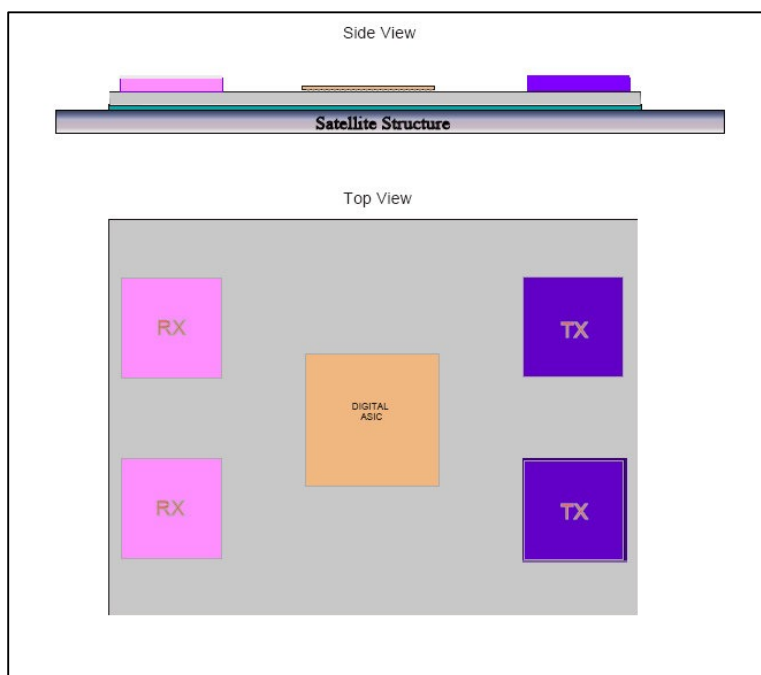 Side View
Satellite Structure
Top View
RX
TX
DIGITAL
ASIC
RX
TX